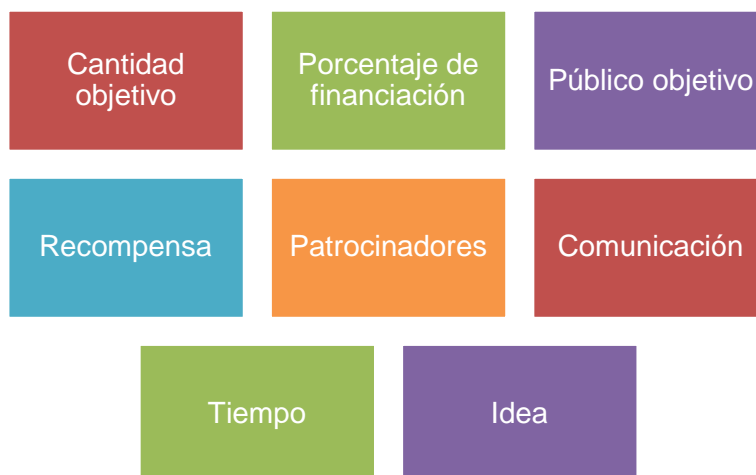 Cantidad
objetivo
Porcentaje de
financiación
Público objetivo
Recompensa
Patrocinadores
Comunicación
Tiempo
Idea